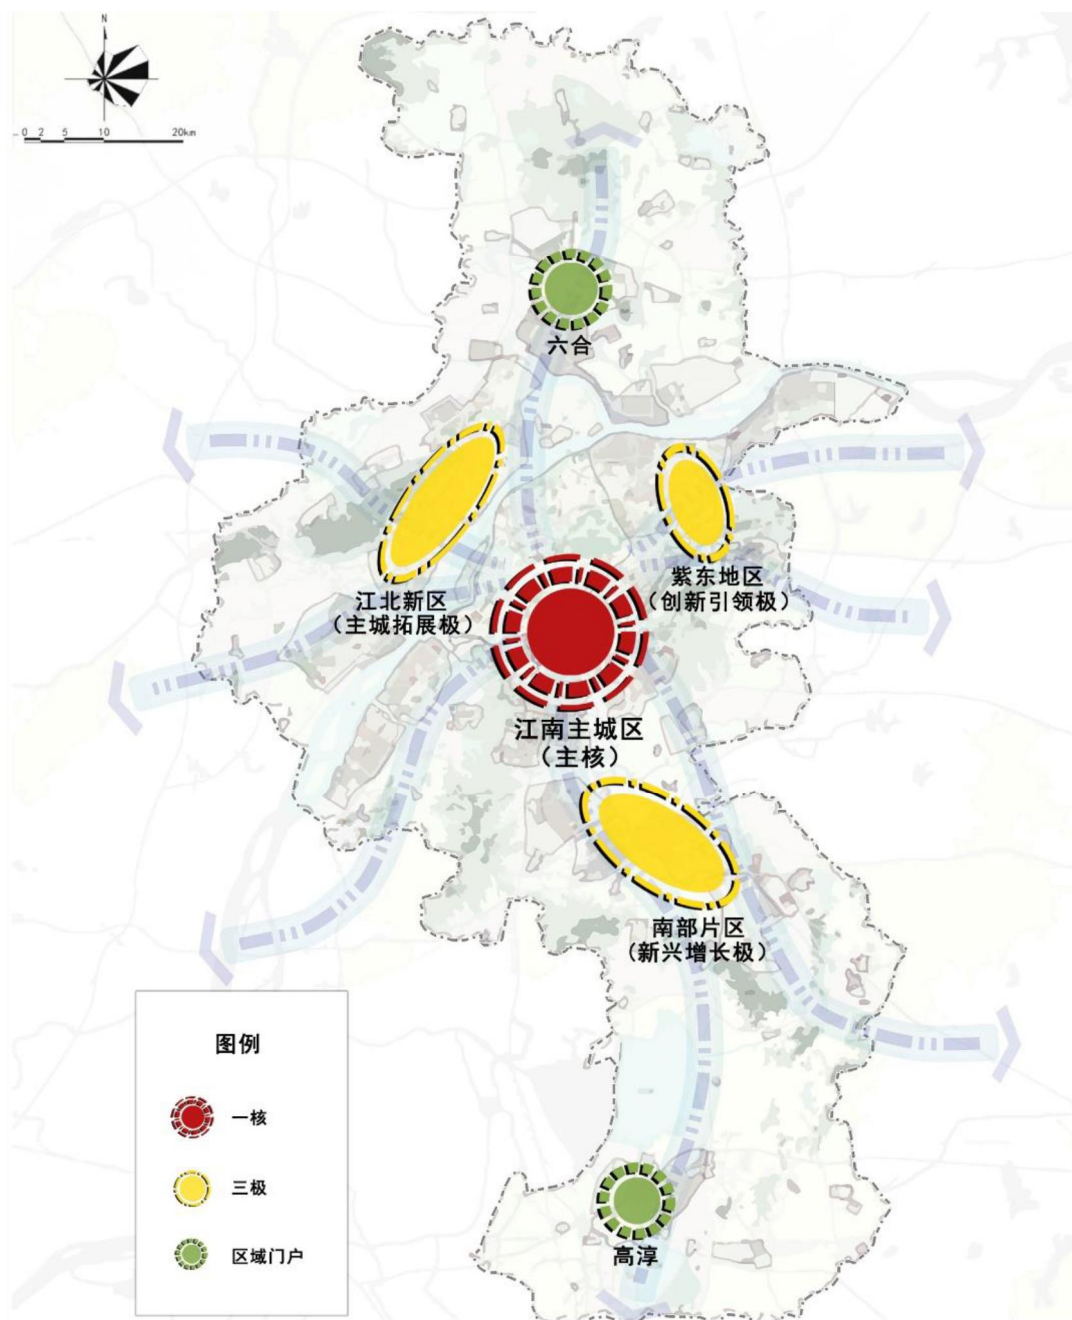 N
0 2 5 10 20km
六合
江北新区
（主城拓展极）
紫东地区
（创新引领极）
江南主城区
（主核）
南部片区
（新兴增长极）
图例
一核
三极
区域门户
高淳